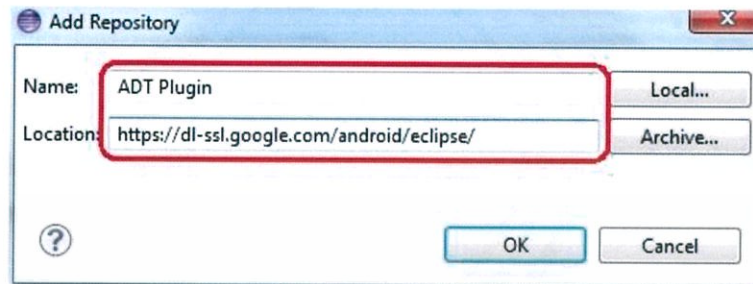 Add Repository
Name: ADT Plugin Local...
Location: https://dl-ssl.google.com/android/eclipse/ Archive...
OK Cancel